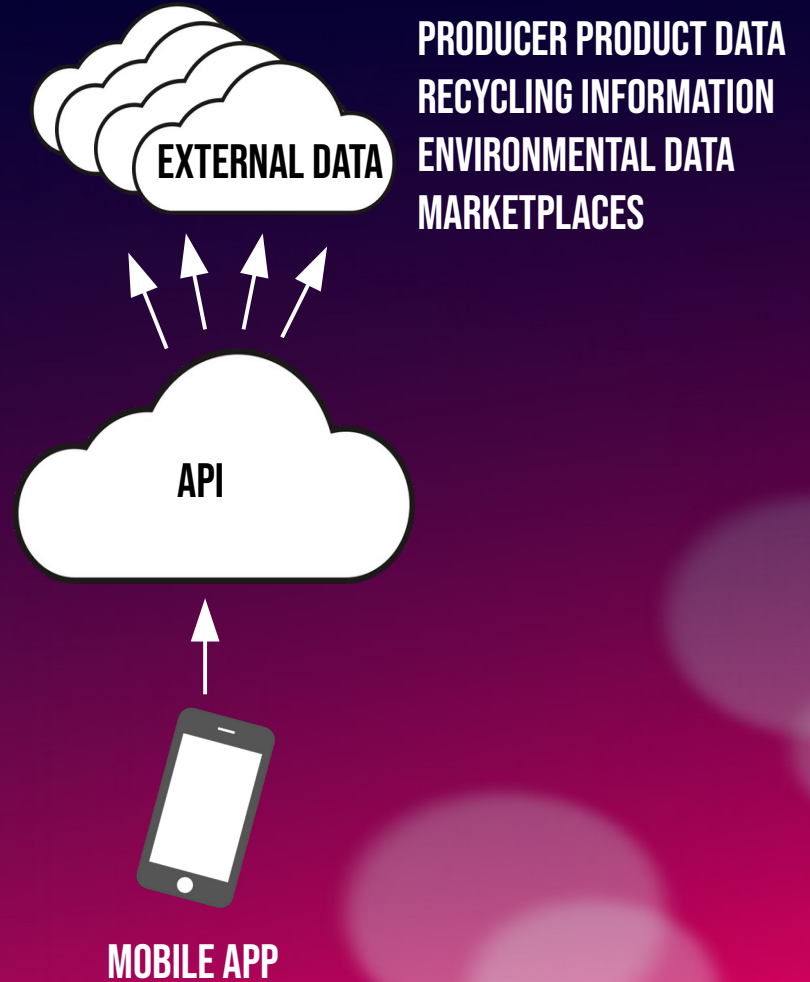 EXTERNAL DATA
PRODUCER PRODUCT DATA
RECYCLING INFORMATION
ENVIRONMENTAL DATA
MARKETPLACES
API
MOBILE APP